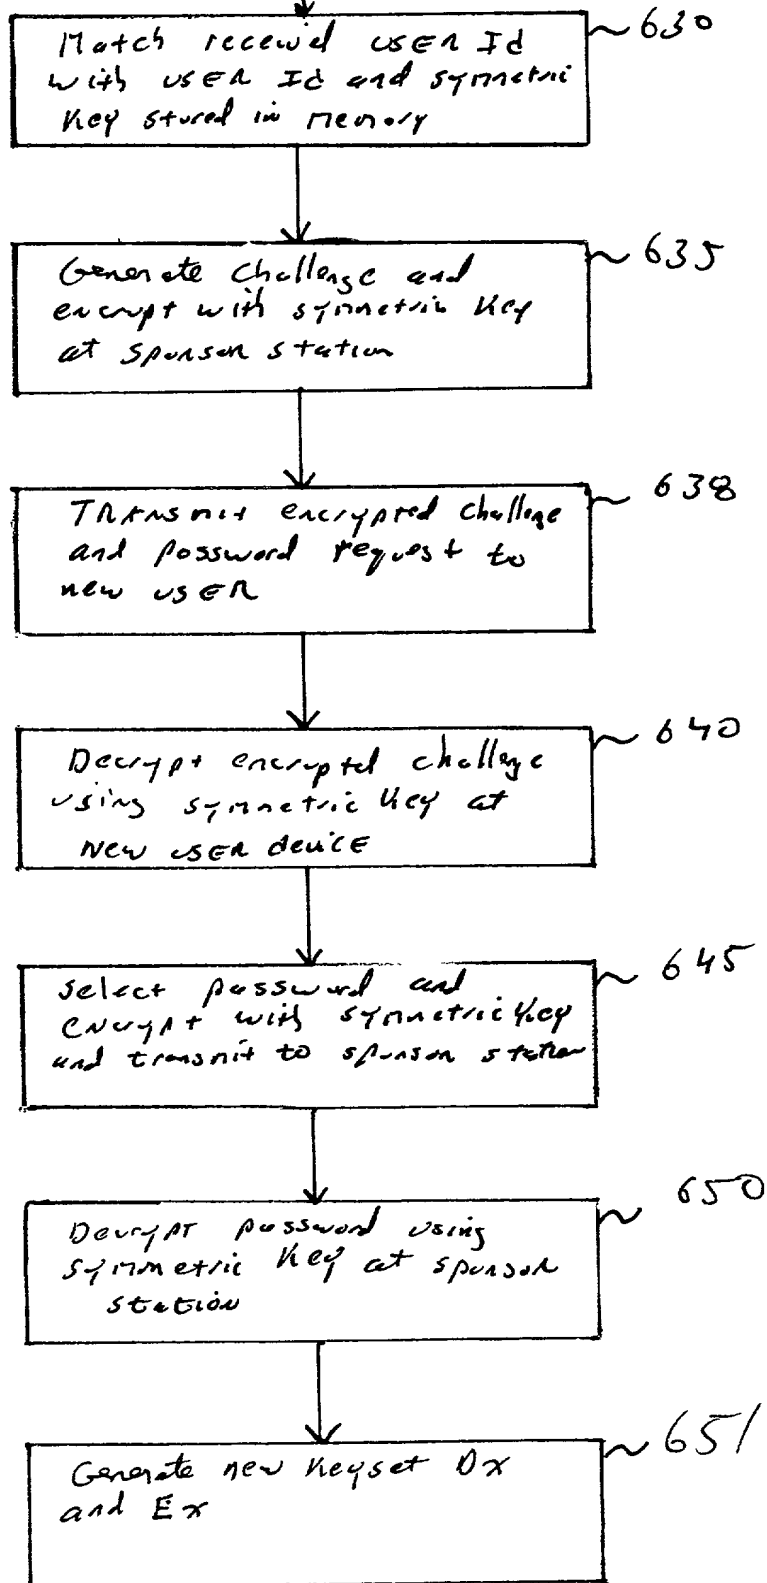 Match received USER Id
with USER Id and symmetric
Key stored in memory
630
Generate challenge and
encrypt with symmetric Key
at sponsor station
635
TRANSmit encrypted challenge
and password request to
new USER
638
Decrypt encrypted challenge
using symmetric Key at
New USER device
640
select password and
encrypt with symmetric Key
and transmit to sponsor station
645
Decrypt password using
symmetric Key at sponsor
station
650
Generate new Keyset Dx
and Ex
651